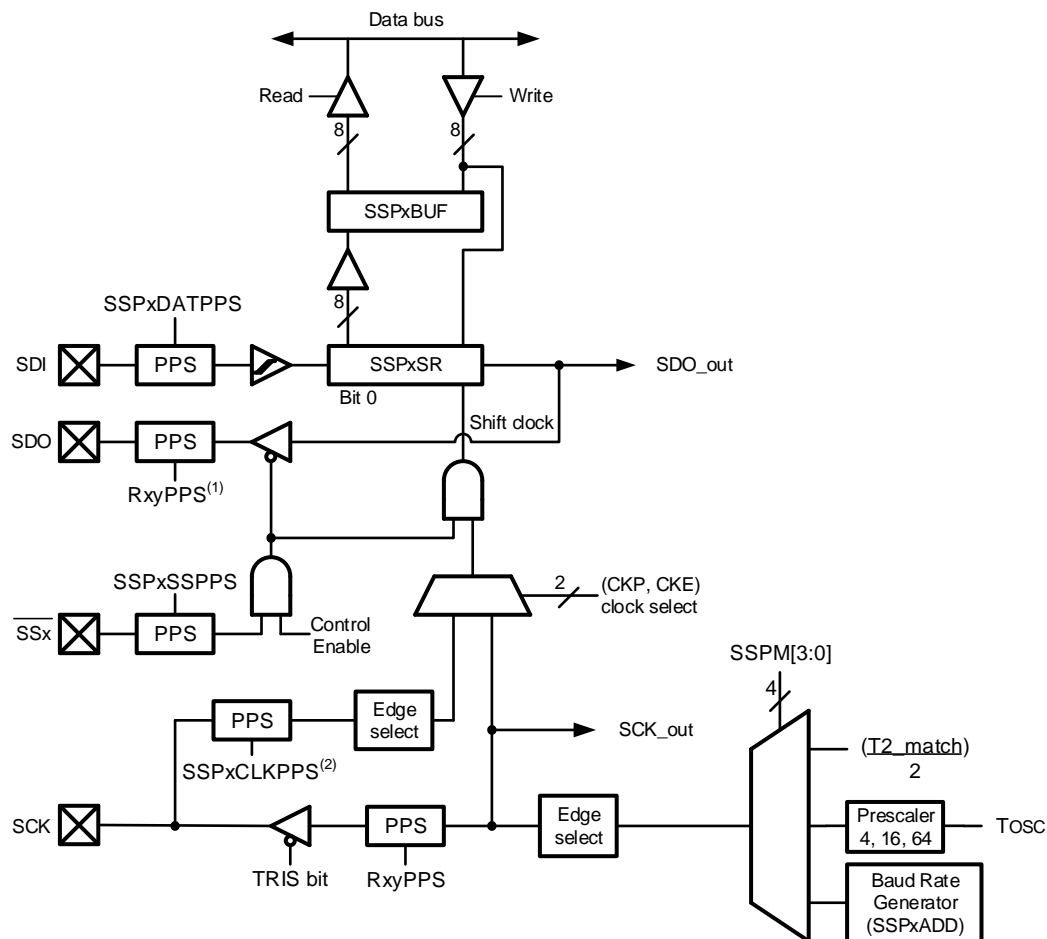 Data bus
Read
Write
8
8
SSPxBUF
8
SSPxDATPPS
SDI
PPS
SSPxSR
SDO_out
Bit 0
Shift clock
SDO
PPS
RxyPPS(1)
SSPxSSPPS
2
(CKP, CKE)
clock select
SSx
PPS
Control
Enable
SSPM[3:0]
4
PPS
Edge
select
SCK_out
(T2_match)
2
SSPxCLKPPS(2)
SCK
PPS
Edge
select
Prescaler
4, 16, 64
TOSC
TRIS bit
RxyPPS
Baud Rate
Generator
(SSPxADD)